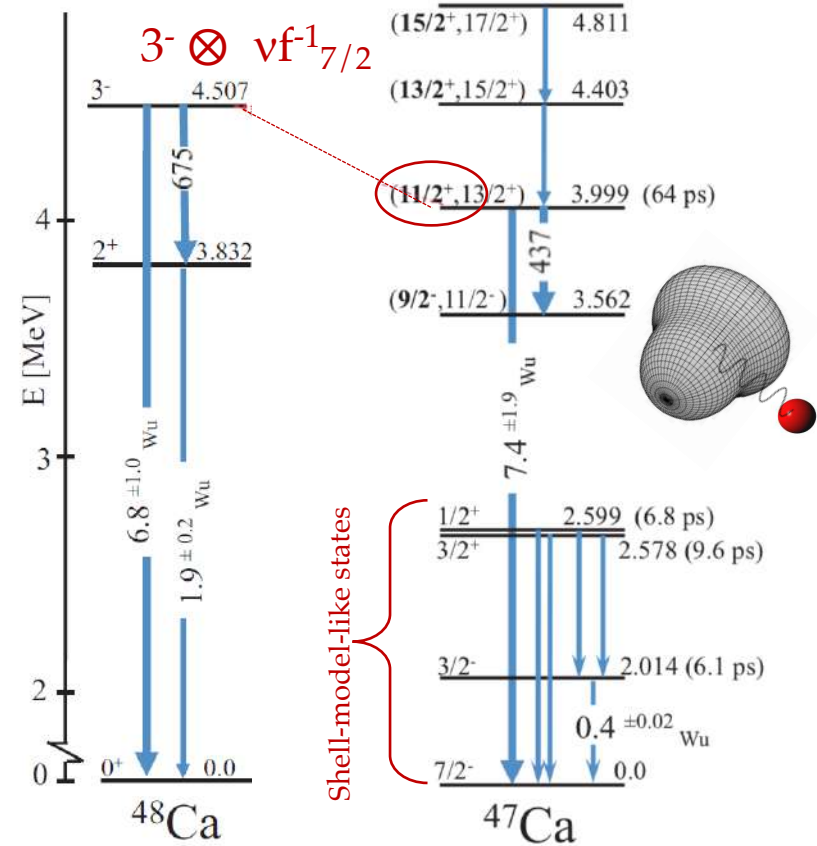 3⁻ ⊗ νf⁻¹₇/₂
3⁻ 4.507
675
2⁺ 3.832
6.8 ±1.0 Wu
1.9 ± 0.2 Wu
0⁺ 0.0
⁴⁸Ca
E [MeV]
4
3
2
0
(15/2⁺,17/2⁺) 4.811
(13/2⁺,15/2⁺) 4.403
(11/2⁺,13/2⁺) 3.999 (64 ps)
437
(9/2⁻,11/2⁻) 3.562
7.4 ±1.9 Wu
Shell-model-like states
1/2⁺ 2.599 (6.8 ps)
3/2⁺ 2.578 (9.6 ps)
3/2⁻ 2.014 (6.1 ps)
0.4 ±0.02 Wu
7/2⁻ 0.0
⁴⁷Ca